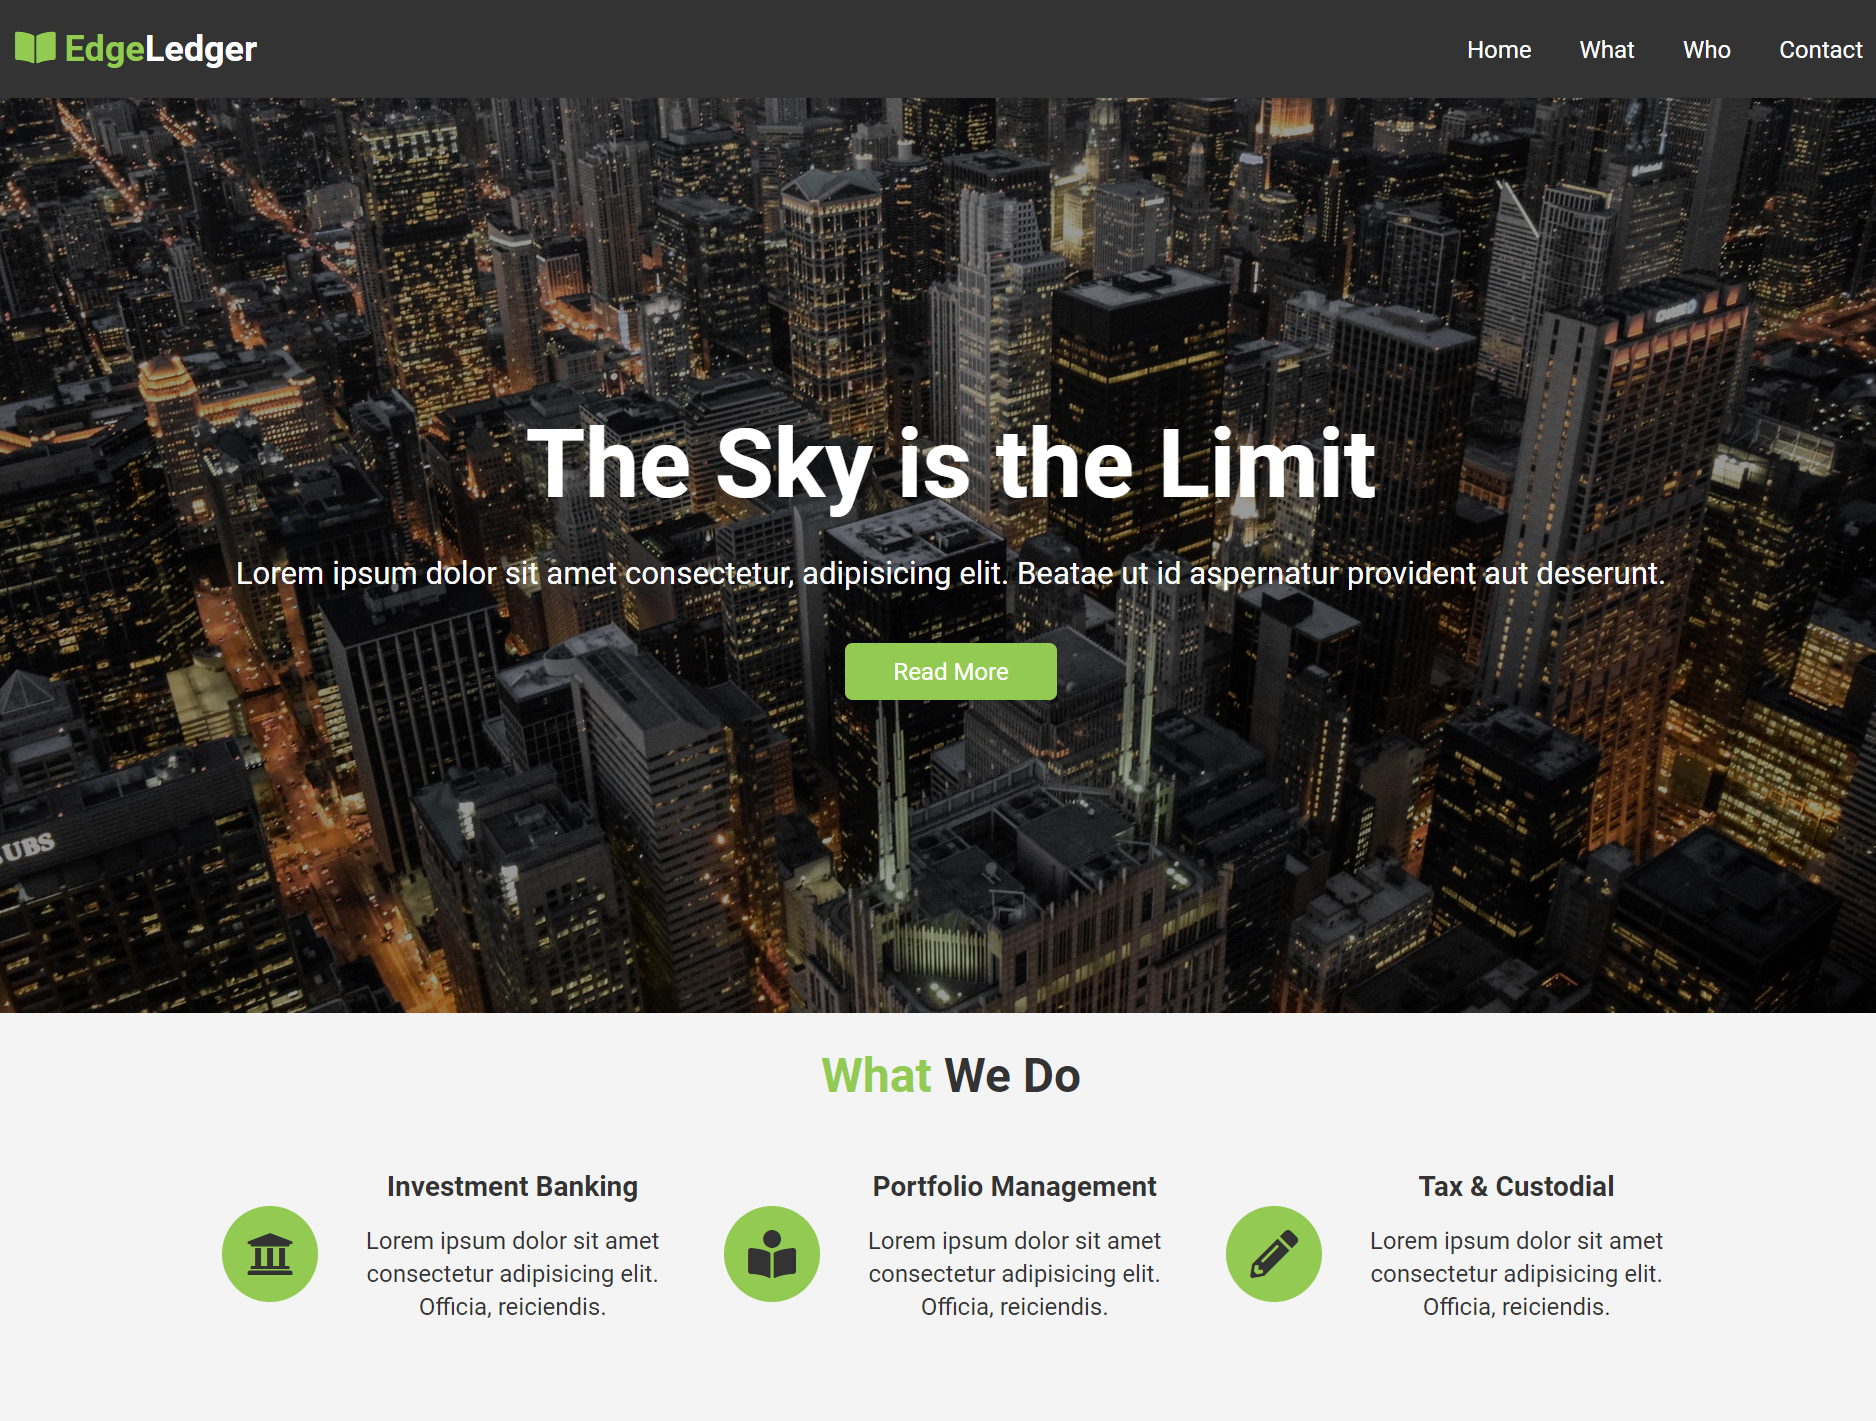 EdgeLedger
Home What Who Contact
The Sky is the Limit
Lorem ipsum dolor sit amet consectetur, adipisicing elit. Beatae ut id aspernatur provident aut deserunt.
Read More
UBS
What We Do
Investment Banking
Lorem ipsum dolor sit amet
consectetur adipisicing elit.
Officia, reiciendis.
Portfolio Management
Lorem ipsum dolor sit amet
consectetur adipisicing elit.
Officia, reiciendis.
Tax & Custodial
Lorem ipsum dolor sit amet
consectetur adipisicing elit.
Officia, reiciendis.